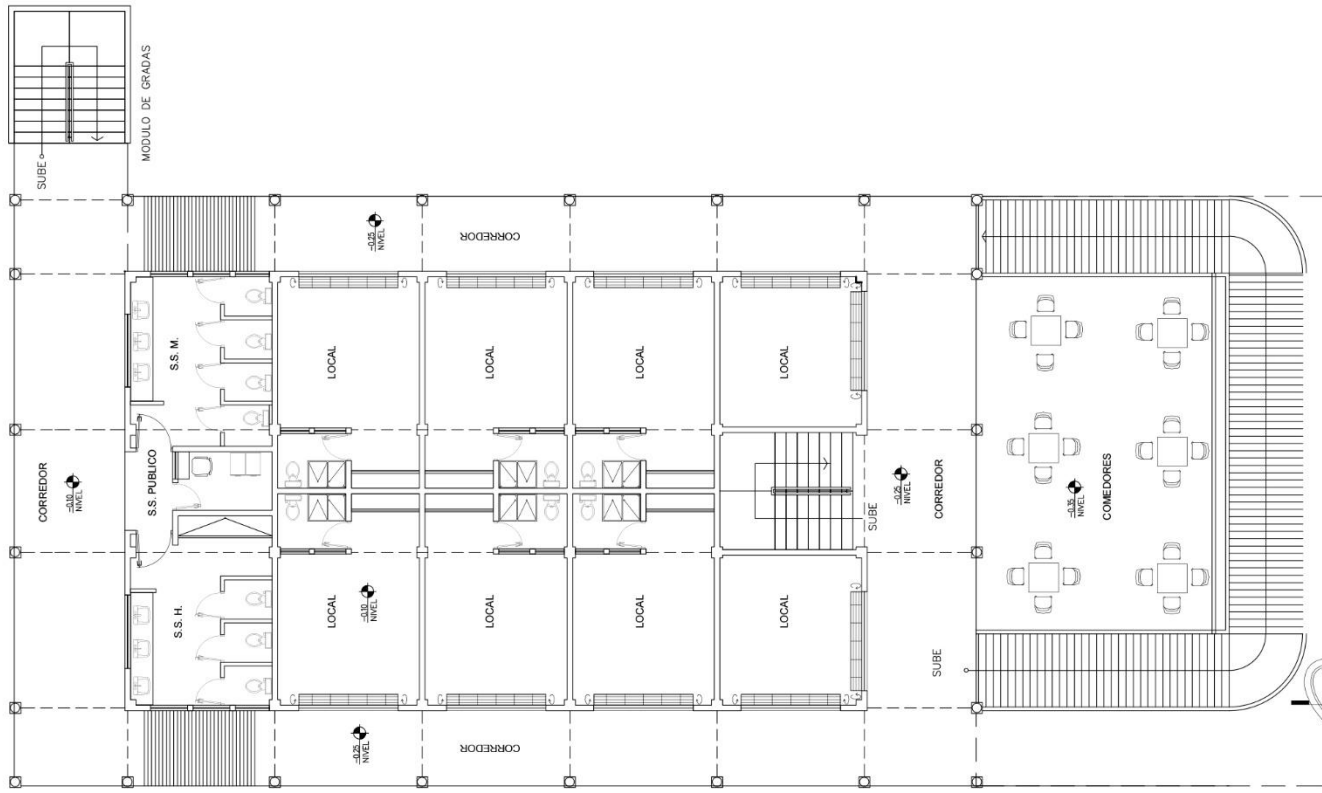 MODULO DE GRADAS
SUBE
-0.25
NIVEL
CORREDOR
S.S. M.
LOCAL
LOCAL
LOCAL
LOCAL
CORREDOR
-0.10
NIVEL
S.S. PUBLICO
SUBE
-0.25
NIVEL
CORREDOR
-0.35
NIVEL
COMEDORES
S.S. H.
LOCAL
-0.10
NIVEL
LOCAL
LOCAL
LOCAL
SUBE
-0.25
NIVEL
CORREDOR